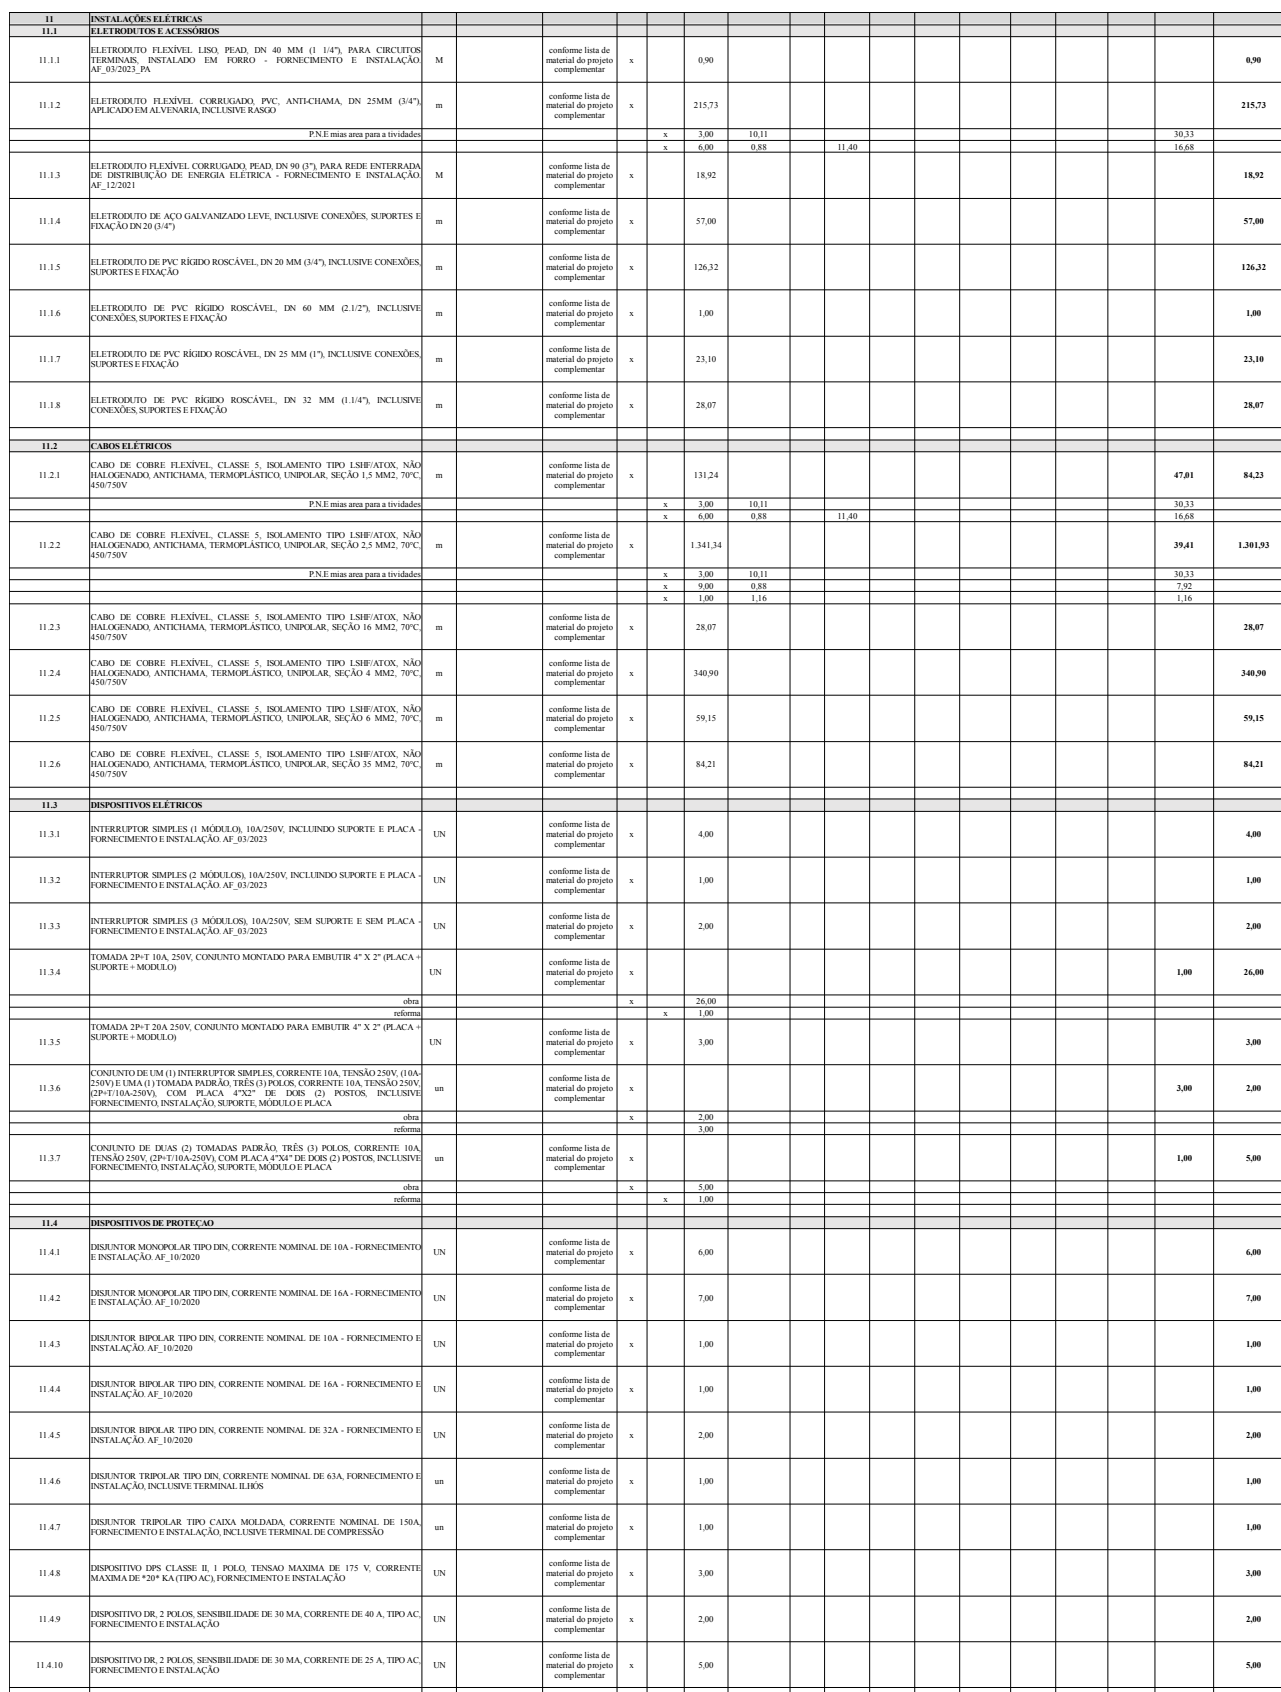 11 INSTALAÇÕES ELÉTRICAS
11.1 ELETRODUTOS E ACESSÓRIOS
ELETRODUTO FLEXÍVEL LISO, PEAD, DN 40 MM (1 1/4"), PARA CIRCUITOS
TERMINAIS, INSTALADO EM FORRO - FORNECIMENTO E INSTALAÇÃO.
AF_03/2023_PA
11.1.1 M conforme lista de material do projeto complementar x 0,90 0,90
ELETRODUTO FLEXÍVEL CORRUGADO, PVC, ANTI-CHAMA, DN 25MM (3/4"),
APLICADO EM ALVENARIA, INCLUSIVE RASGO
11.1.2 m conforme lista de material do projeto complementar x 215,73 215,73
P.N.E mias area para a tividades x 3,00 10,11 30,33
x 6,00 0,88 11,40 16,68
ELETRODUTO FLEXÍVEL CORRUGADO, PEAD, DN 90 (3"), PARA REDE ENTERRADA
DE DISTRIBUIÇÃO DE ENERGIA ELÉTRICA - FORNECIMENTO E INSTALAÇÃO.
AF_12/2021
11.1.3 M conforme lista de material do projeto complementar x 18,92 18,92
ELETRODUTO DE AÇO GALVANIZADO LEVE, INCLUSIVE CONEXÕES, SUPORTES E
FIXAÇÃO DN 20 (3/4")
11.1.4 m conforme lista de material do projeto complementar x 57,00 57,00
ELETRODUTO DE PVC RÍGIDO ROSCÁVEL, DN 20 MM (3/4"), INCLUSIVE CONEXÕES,
SUPORTES E FIXAÇÃO
11.1.5 m conforme lista de material do projeto complementar x 126,32 126,32
ELETRODUTO DE PVC RÍGIDO ROSCÁVEL, DN 60 MM (2.1/2"), INCLUSIVE
CONEXÕES, SUPORTES E FIXAÇÃO
11.1.6 m conforme lista de material do projeto complementar x 1,00 1,00
ELETRODUTO DE PVC RÍGIDO ROSCÁVEL, DN 25 MM (1"), INCLUSIVE CONEXÕES,
SUPORTES E FIXAÇÃO
11.1.7 m conforme lista de material do projeto complementar x 23,10 23,10
ELETRODUTO DE PVC RÍGIDO ROSCÁVEL, DN 32 MM (1.1/4"), INCLUSIVE
CONEXÕES, SUPORTES E FIXAÇÃO
11.1.8 m conforme lista de material do projeto complementar x 28,07 28,07
11.2 CABOS ELÉTRICOS
CABO DE COBRE FLEXÍVEL, CLASSE 5, ISOLAMENTO TIPO LSHF/ATOX, NÃO
HALOGENADO, ANTICHAMA, TERMOPLÁSTICO, UNIPOLAR, SEÇÃO 1,5 MM2, 70°C,
450/750V
11.2.1 m conforme lista de material do projeto complementar x 131,24 47,01 84,23
P.N.E mias area para a tividades x 3,00 10,11 30,33
x 6,00 0,88 11,40 16,68
CABO DE COBRE FLEXÍVEL, CLASSE 5, ISOLAMENTO TIPO LSHF/ATOX, NÃO
HALOGENADO, ANTICHAMA, TERMOPLÁSTICO, UNIPOLAR, SEÇÃO 2,5 MM2, 70°C,
450/750V
11.2.2 m conforme lista de material do projeto complementar x 1.341,34 39,41 1.301,93
P.N.E mias area para a tividades x 3,00 10,11 30,33
x 9,00 0,88 7,92
x 1,00 1,16 1,16
CABO DE COBRE FLEXÍVEL, CLASSE 5, ISOLAMENTO TIPO LSHF/ATOX, NÃO
HALOGENADO, ANTICHAMA, TERMOPLÁSTICO, UNIPOLAR, SEÇÃO 16 MM2, 70°C,
450/750V
11.2.3 m conforme lista de material do projeto complementar x 28,07 28,07
CABO DE COBRE FLEXÍVEL, CLASSE 5, ISOLAMENTO TIPO LSHF/ATOX, NÃO
HALOGENADO, ANTICHAMA, TERMOPLÁSTICO, UNIPOLAR, SEÇÃO 4 MM2, 70°C,
450/750V
11.2.4 m conforme lista de material do projeto complementar x 340,90 340,90
CABO DE COBRE FLEXÍVEL, CLASSE 5, ISOLAMENTO TIPO LSHF/ATOX, NÃO
HALOGENADO, ANTICHAMA, TERMOPLÁSTICO, UNIPOLAR, SEÇÃO 6 MM2, 70°C,
450/750V
11.2.5 m conforme lista de material do projeto complementar x 59,15 59,15
CABO DE COBRE FLEXÍVEL, CLASSE 5, ISOLAMENTO TIPO LSHF/ATOX, NÃO
HALOGENADO, ANTICHAMA, TERMOPLÁSTICO, UNIPOLAR, SEÇÃO 35 MM2, 70°C,
450/750V
11.2.6 m conforme lista de material do projeto complementar x 84,21 84,21
11.3 DISPOSITIVOS ELÉTRICOS
INTERRUPTOR SIMPLES (1 MÓDULO), 10A/250V, INCLUINDO SUPORTE E PLACA -
FORNECIMENTO E INSTALAÇÃO. AF_03/2023
11.3.1 UN conforme lista de material do projeto complementar x 4,00 4,00
INTERRUPTOR SIMPLES (2 MÓDULOS), 10A/250V, INCLUINDO SUPORTE E PLACA -
FORNECIMENTO E INSTALAÇÃO. AF_03/2023
11.3.2 UN conforme lista de material do projeto complementar x 1,00 1,00
INTERRUPTOR SIMPLES (3 MÓDULOS), 10A/250V, SEM SUPORTE E SEM PLACA -
FORNECIMENTO E INSTALAÇÃO. AF_03/2023
11.3.3 UN conforme lista de material do projeto complementar x 2,00 2,00
TOMADA 2P+T 10A, 250V, CONJUNTO MONTADO PARA EMBUTIR 4" X 2" (PLACA +
SUPORTE + MODULO)
11.3.4 UN conforme lista de material do projeto complementar x 1,00 26,00
obra x 26,00
reforma x 1,00
TOMADA 2P+T 20A 250V, CONJUNTO MONTADO PARA EMBUTIR 4" X 2" (PLACA +
SUPORTE + MODULO)
11.3.5 UN conforme lista de material do projeto complementar x 3,00 3,00
CONJUNTO DE UM (1) INTERRUPTOR SIMPLES, CORRENTE 10A, TENSÃO 250V, (10A-
250V) E UMA (1) TOMADA PADRÃO, TRÊS (3) POLOS, CORRENTE 10A, TENSÃO 250V,
(2P+T/10A-250V), COM PLACA 4"X2" DE DOIS (2) POSTOS, INCLUSIVE
FORNECIMENTO, INSTALAÇÃO, SUPORTE, MÓDULO E PLACA
11.3.6 un conforme lista de material do projeto complementar x 3,00 2,00
obra x 2,00
reforma 3,00
CONJUNTO DE DUAS (2) TOMADAS PADRÃO, TRÊS (3) POLOS, CORRENTE 10A,
TENSÃO 250V, (2P+T/10A-250V), COM PLACA 4"X4" DE DOIS (2) POSTOS, INCLUSIVE
FORNECIMENTO, INSTALAÇÃO, SUPORTE, MÓDULO E PLACA
11.3.7 un conforme lista de material do projeto complementar x 1,00 5,00
obra x 5,00
reforma x 1,00
11.4 DISPOSITIVOS DE PROTEÇAO
DISJUNTOR MONOPOLAR TIPO DIN, CORRENTE NOMINAL DE 10A - FORNECIMENTO
E INSTALAÇÃO. AF_10/2020
11.4.1 UN conforme lista de material do projeto complementar x 6,00 6,00
DISJUNTOR MONOPOLAR TIPO DIN, CORRENTE NOMINAL DE 16A - FORNECIMENTO
E INSTALAÇÃO. AF_10/2020
11.4.2 UN conforme lista de material do projeto complementar x 7,00 7,00
DISJUNTOR BIPOLAR TIPO DIN, CORRENTE NOMINAL DE 10A - FORNECIMENTO E
INSTALAÇÃO. AF_10/2020
11.4.3 UN conforme lista de material do projeto complementar x 1,00 1,00
DISJUNTOR BIPOLAR TIPO DIN, CORRENTE NOMINAL DE 16A - FORNECIMENTO E
INSTALAÇÃO. AF_10/2020
11.4.4 UN conforme lista de material do projeto complementar x 1,00 1,00
DISJUNTOR BIPOLAR TIPO DIN, CORRENTE NOMINAL DE 32A - FORNECIMENTO E
INSTALAÇÃO. AF_10/2020
11.4.5 UN conforme lista de material do projeto complementar x 2,00 2,00
DISJUNTOR TRIPOLAR TIPO DIN, CORRENTE NOMINAL DE 63A, FORNECIMENTO E
INSTALAÇÃO, INCLUSIVE TERMINAL ILHÓS
11.4.6 un conforme lista de material do projeto complementar x 1,00 1,00
DISJUNTOR TRIPOLAR TIPO CAIXA MOLDADA, CORRENTE NOMINAL DE 150A,
FORNECIMENTO E INSTALAÇÃO, INCLUSIVE TERMINAL DE COMPRESSÃO
11.4.7 un conforme lista de material do projeto complementar x 1,00 1,00
DISPOSITIVO DPS CLASSE II, 1 POLO, TENSAO MAXIMA DE 175 V, CORRENTE
MAXIMA DE *20* KA (TIPO AC), FORNECIMENTO E INSTALAÇÃO
11.4.8 UN conforme lista de material do projeto complementar x 3,00 3,00
DISPOSITIVO DR, 2 POLOS, SENSIBILIDADE DE 30 MA, CORRENTE DE 40 A, TIPO AC,
FORNECIMENTO E INSTALAÇÃO
11.4.9 UN conforme lista de material do projeto complementar x 2,00 2,00
DISPOSITIVO DR, 2 POLOS, SENSIBILIDADE DE 30 MA, CORRENTE DE 25 A, TIPO AC,
FORNECIMENTO E INSTALAÇÃO
11.4.10 UN conforme lista de material do projeto complementar x 5,00 5,00